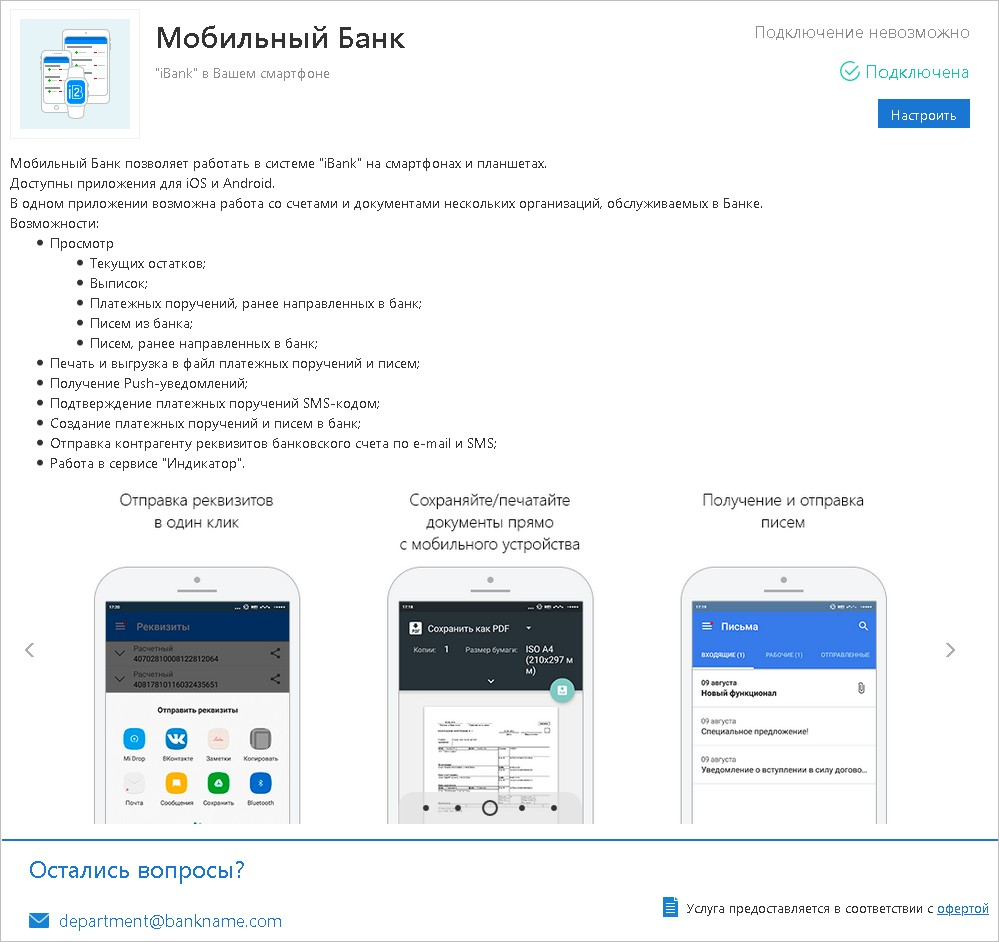 Мобильный Банк
"iBank" в Вашем смартфоне
Подключение невозможно
Подключена
Настроить
Мобильный Банк позволяет работать в системе "iBank" на смартфонах и планшетах.
Доступны приложения для iOS и Android.
В одном приложении возможна работа со счетами и документами нескольких организаций, обслуживаемых в Банке.
Возможности:
Просмотр
Текущих остатков;
Выписок;
Платежных поручений, ранее направленных в банк;
Писем из банка;
Писем, ранее направленных в банк;
Печать и выгрузка в файл платежных поручений и писем;
Получение Push-уведомлений;
Подтверждение платежных поручений SMS-кодом;
Создание платежных поручений и писем в банк;
Отправка контрагенту реквизитов банковского счета по e-mail и SMS;
Работа в сервисе "Индикатор".
Отправка реквизитов
в один клик
17:20
Реквизиты
Расчетный
40702810008122812064
Расчетный
40817810116032435651
Отправить реквизиты
Mi Drop
ВКонтакте
Заметки
Копировать
Почта
Сообщения
Сохранить
Bluetooth
Сохраняйте/печатайте
документы прямо
с мобильного устройства
17:18
PDF
Сохранить как PDF
Копии: 1
Размер бумаги:
ISO A4
(210x297 м
м)
Получение и отправка
писем
17:19
Письма
ВХОДЯЩИЕ (1)
РАБОЧИЕ (1)
ОТПРАВЛЕННЫЕ
09 августа
Новый функционал
09 августа
Специальное предложение!
09 августа
Уведомление о вступлении в силу догово...
Остались вопросы?
department@bankname.com
Услуга предоставляется в соответствии с офертой